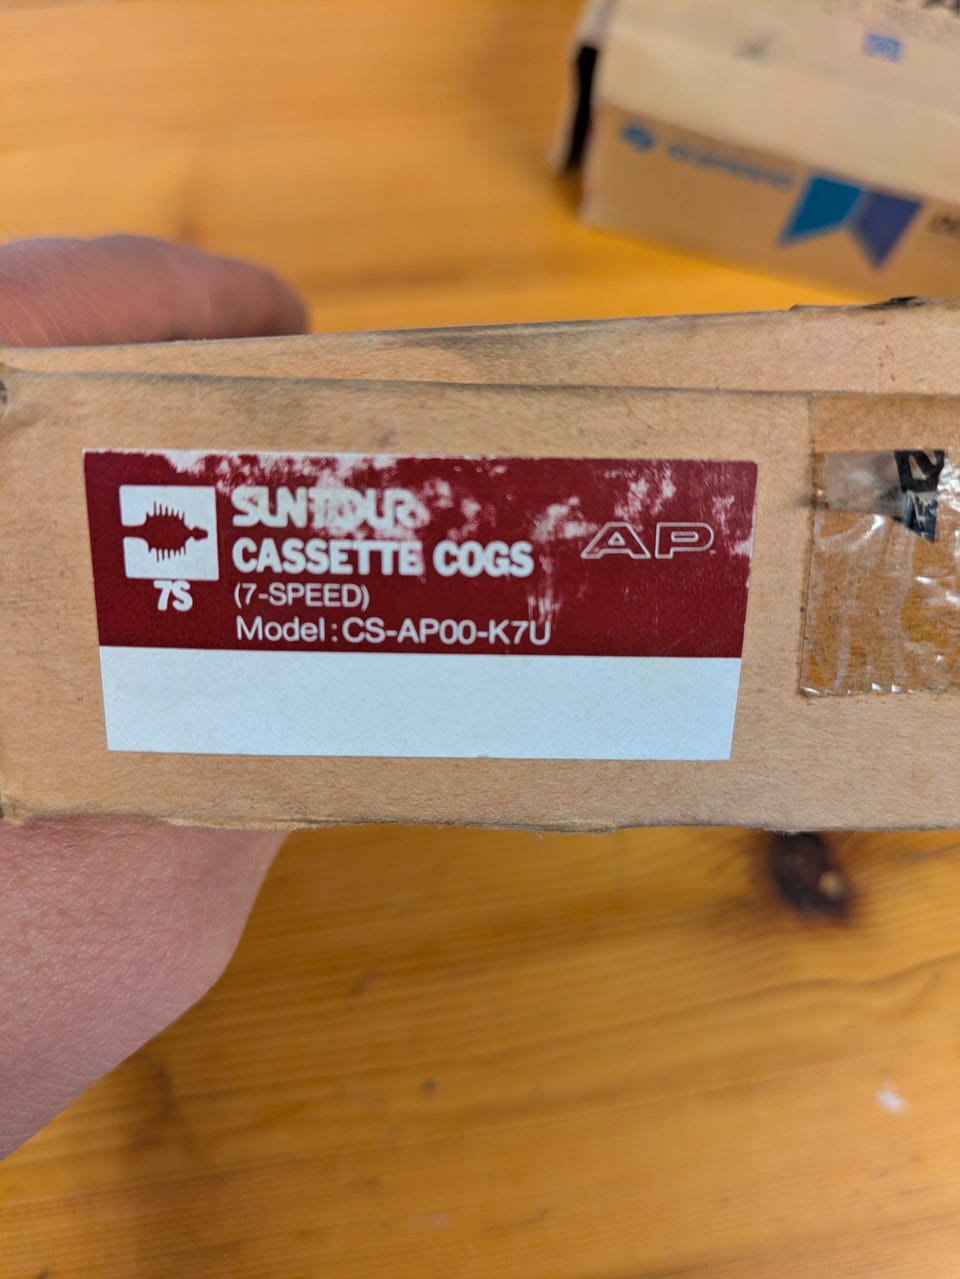 SUNTOUR
CASSETTE COGS
AP
7S
(7-SPEED)
Model : CS-AP00-K7U